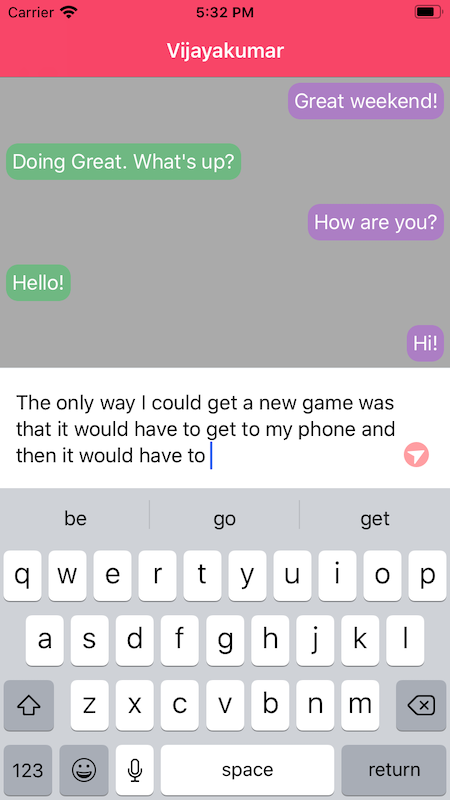 Carrier 5:32 PM
Vijayakumar
Great weekend!
Doing Great. What's up?
How are you?
Hello!
Hi!
The only way I could get a new game was
that it would have to get to my phone and
then it would have to
be go get
q w e r t y u i o p
a s d f g h j k l
z x c v b n m
123 space return